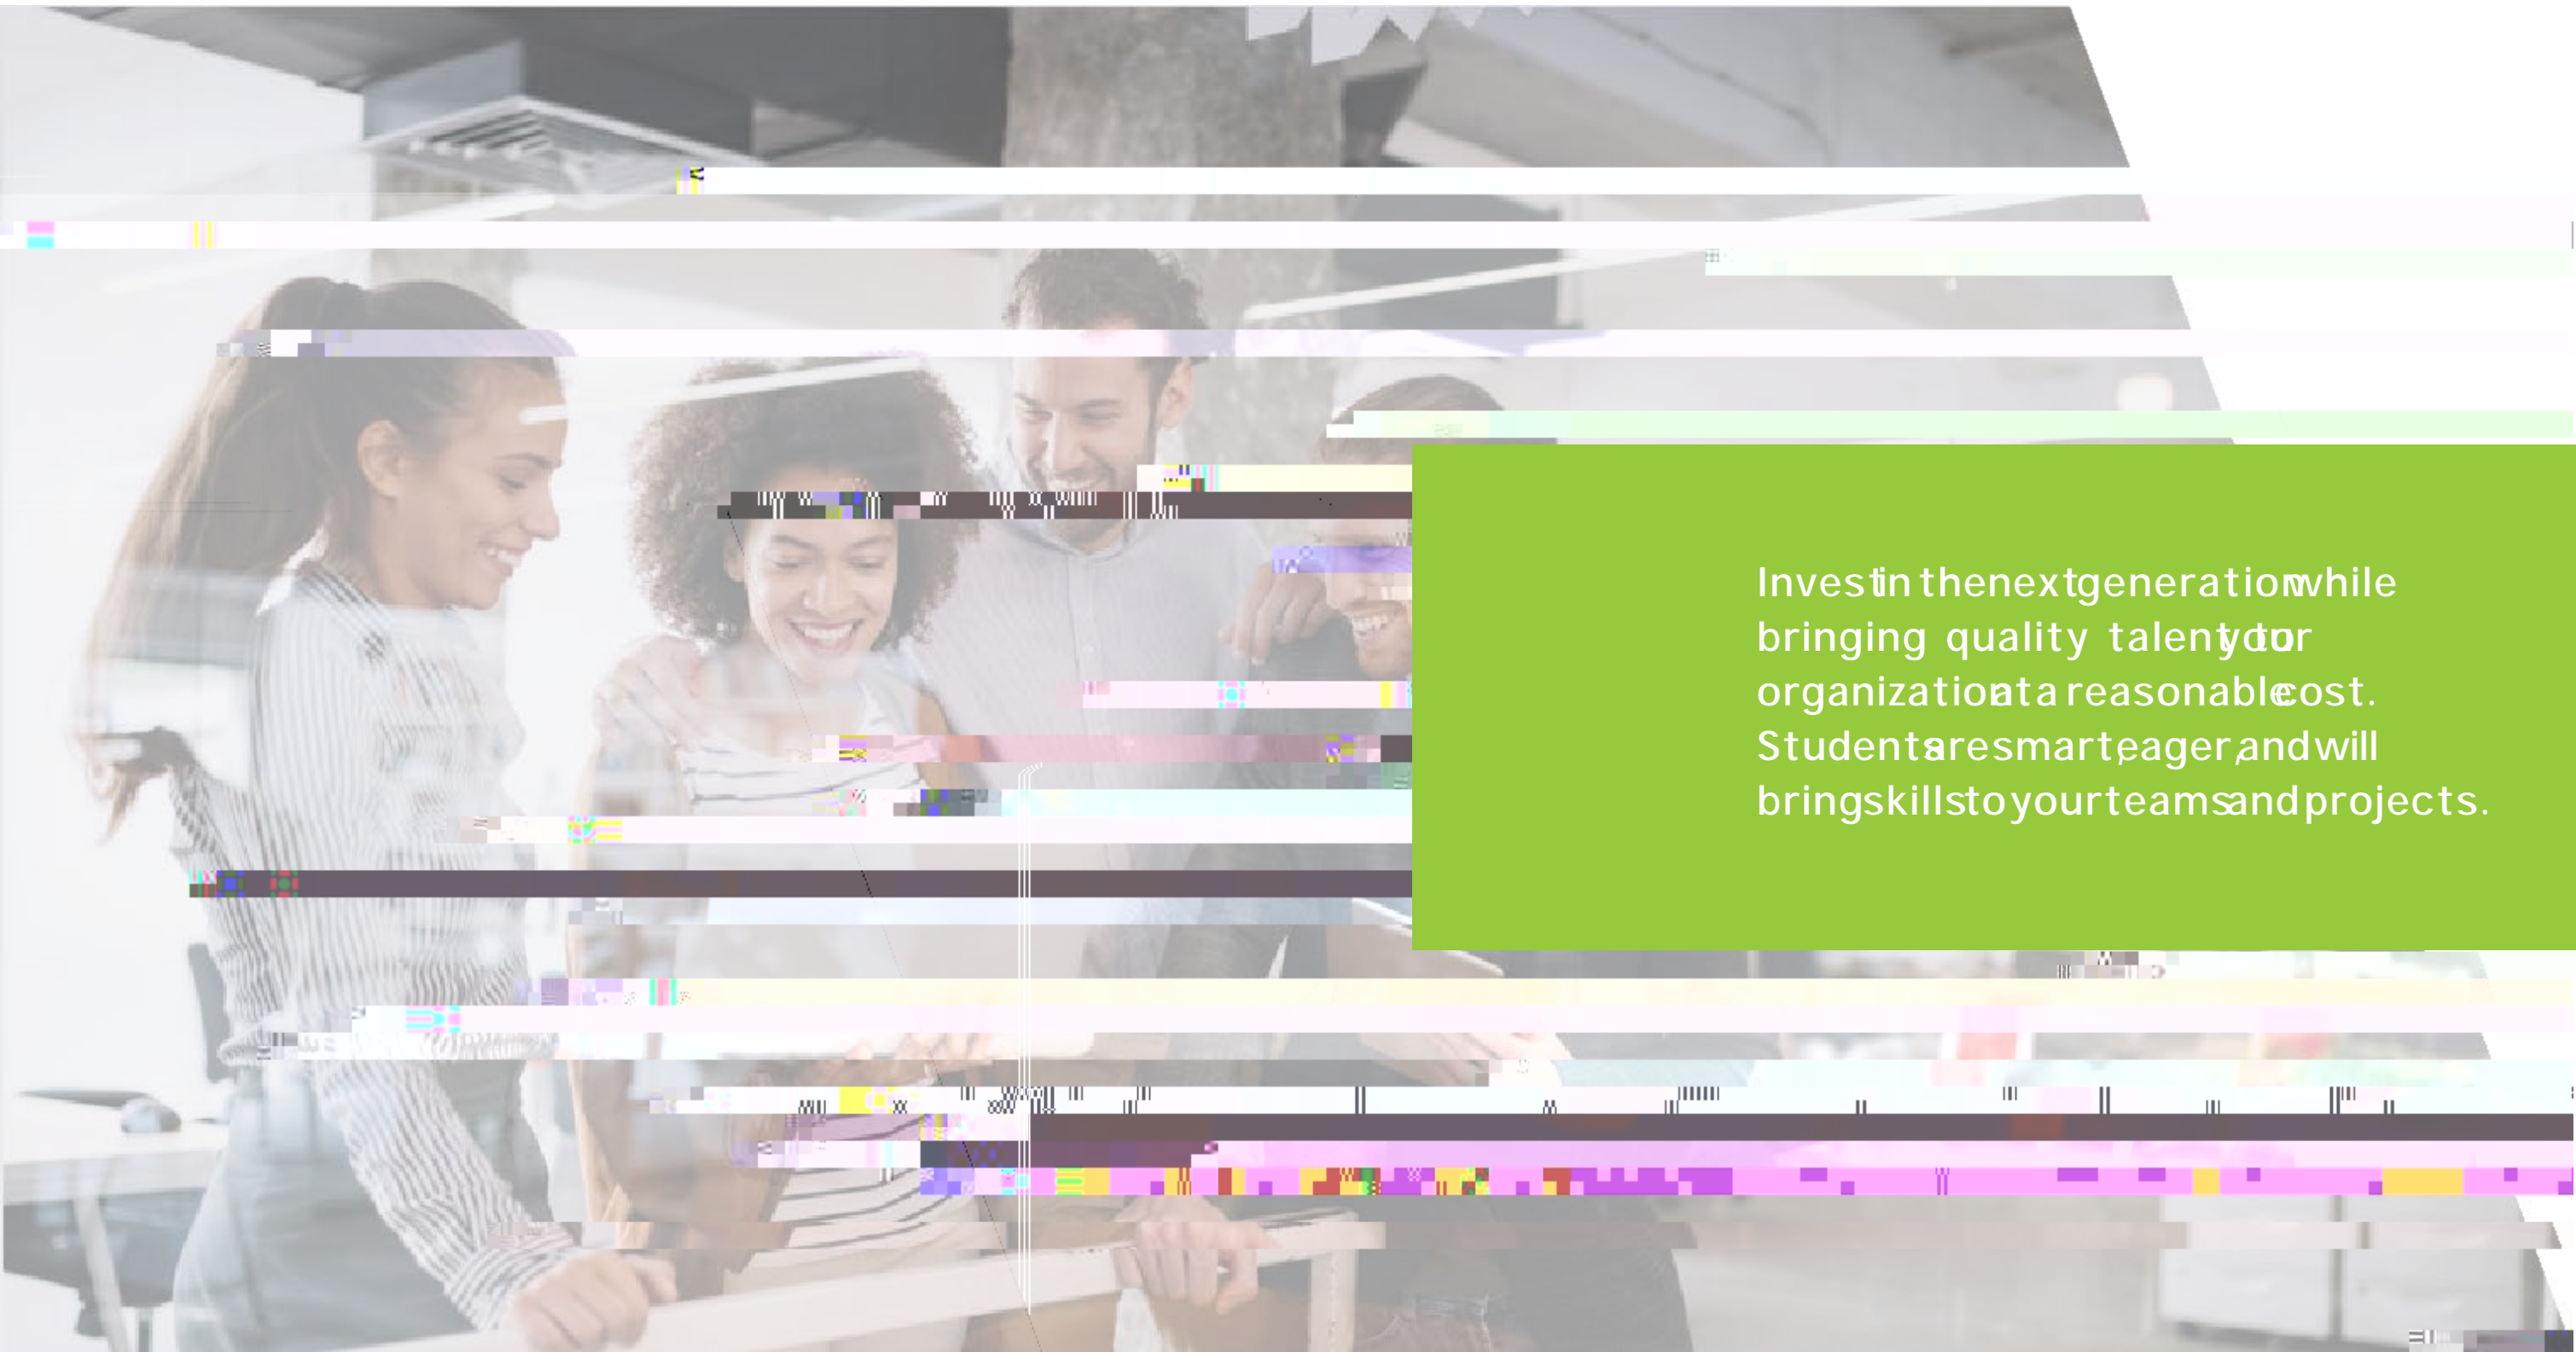 Invest in the next generation while
bringing quality talent to your
organization at a reasonable cost.
Students are smart, eager, and will
bring skills to your teams and projects.